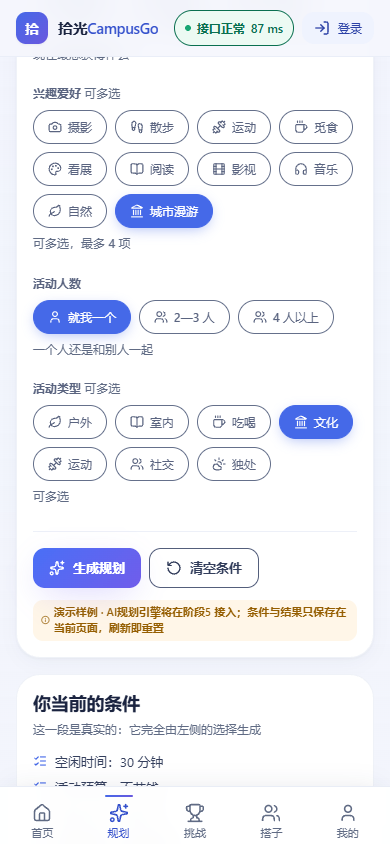 拾 拾光CampusGo 接口正常 87 ms 登录
兴趣爱好 可多选
摄影 散步 运动 觅食
看展 阅读 影视 音乐
自然 城市漫游
可多选，最多 4 项
活动人数
就我一个 2—3 人 4 人以上
一个人还是和别人一起
活动类型 可多选
户外 室内 吃喝 文化
运动 社交 独处
可多选
生成规划 清空条件
演示样例 · AI规划引擎将在阶段5 接入；条件与结果只保存在
当前页面，刷新即重置
你当前的条件
这一段是真实的：它完全由左侧的选择生成
空闲时间：30 分钟
首页 规划 挑战 搭子 我的